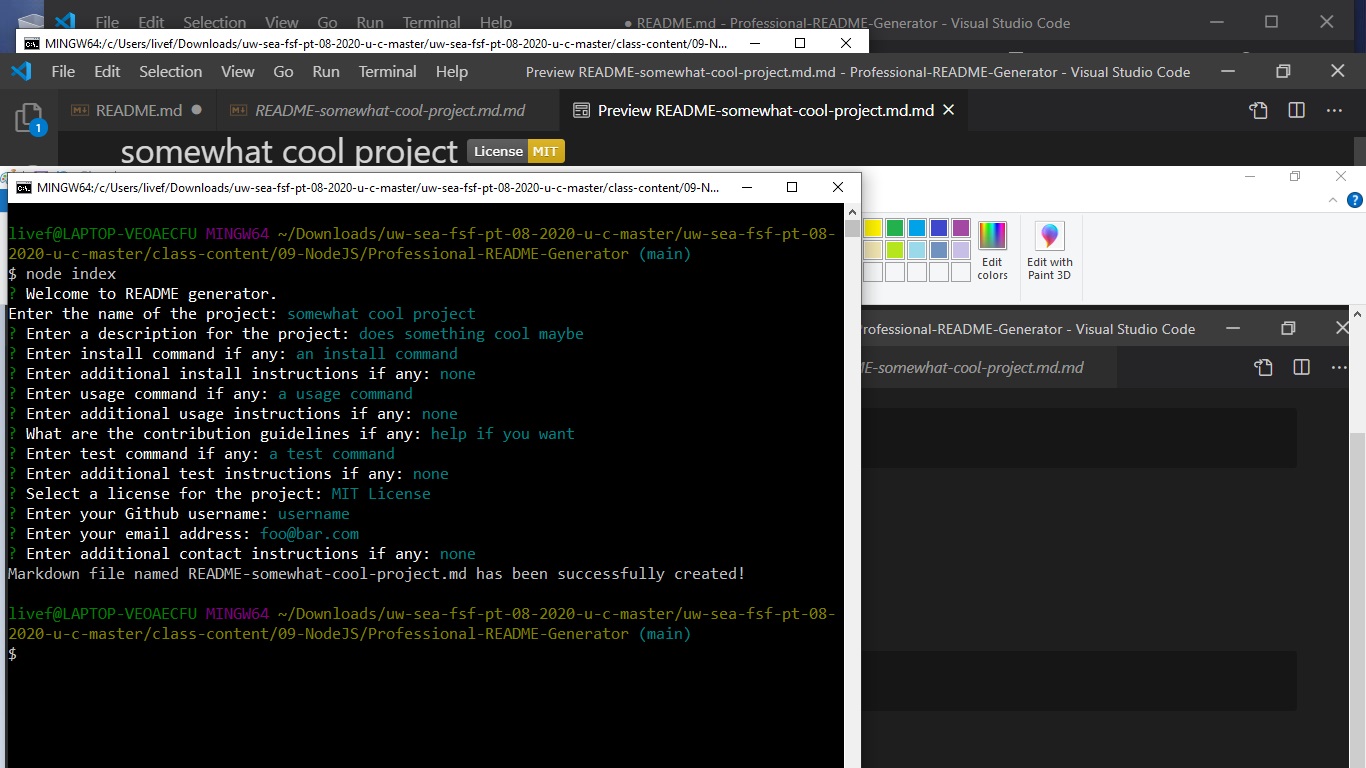 File Edit Selection View Go Run Terminal Help ● README.md - Professional-README-Generator - Visual Studio Code
MINGW64:/c/Users/livef/Downloads/uw-sea-fsf-pt-08-2020-u-c-master/uw-sea-fsf-pt-08-2020-u-c-master/class-content/09-N...
File Edit Selection View Go Run Terminal Help Preview README-somewhat-cool-project.md.md - Professional-README-Generator - Visual Studio Code
1
README.md ● README-somewhat-cool-project.md.md Preview README-somewhat-cool-project.md.md
somewhat cool project License MIT
MINGW64:/c/Users/livef/Downloads/uw-sea-fsf-pt-08-2020-u-c-master/uw-sea-fsf-pt-08-2020-u-c-master/class-content/09-N...
livef@LAPTOP-VEOAECFU MINGW64 ~/Downloads/uw-sea-fsf-pt-08-2020-u-c-master/uw-sea-fsf-pt-08-
2020-u-c-master/class-content/09-NodeJS/Professional-README-Generator (main)
$ node index
? Welcome to README generator.
Enter the name of the project: somewhat cool project
? Enter a description for the project: does something cool maybe
? Enter install command if any: an install command
? Enter additional install instructions if any: none
? Enter usage command if any: a usage command
? Enter additional usage instructions if any: none
? What are the contribution guidelines if any: help if you want
? Enter test command if any: a test command
? Enter additional test instructions if any: none
? Select a license for the project: MIT License
? Enter your Github username: username
? Enter your email address: foo@bar.com
? Enter additional contact instructions if any: none
Markdown file named README-somewhat-cool-project.md has been successfully created!
livef@LAPTOP-VEOAECFU MINGW64 ~/Downloads/uw-sea-fsf-pt-08-2020-u-c-master/uw-sea-fsf-pt-08-
2020-u-c-master/class-content/09-NodeJS/Professional-README-Generator (main)
$
Edit
colors
Edit with
Paint 3D
rofessional-README-Generator - Visual Studio Code
ME-somewhat-cool-project.md.md